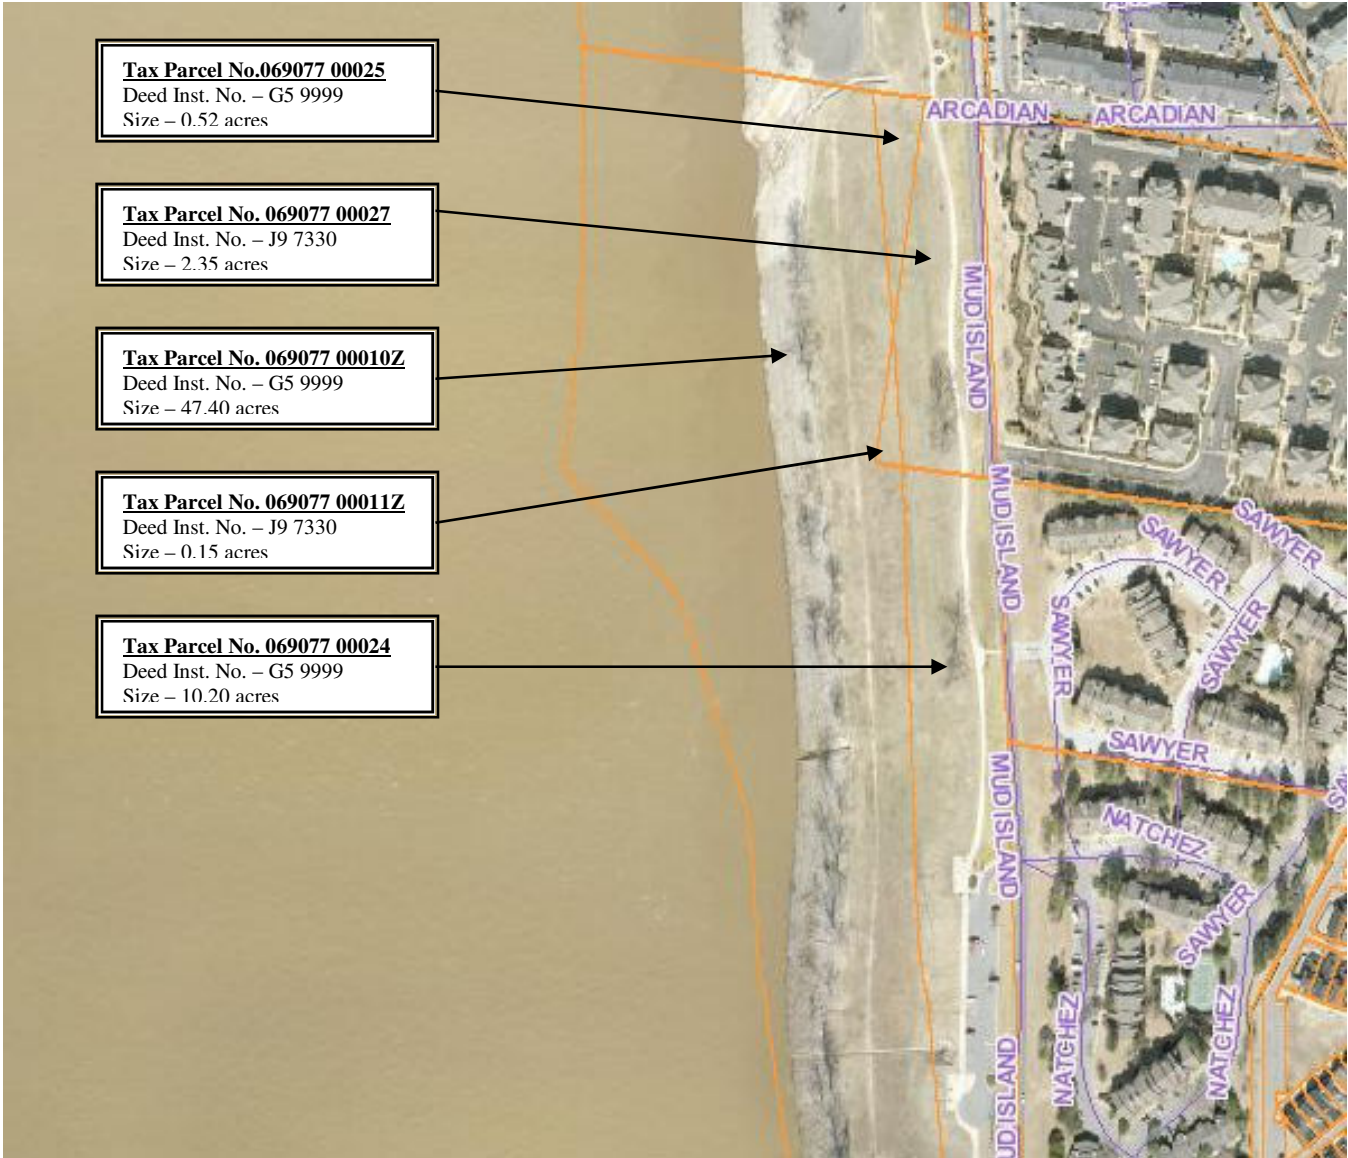 Tax Parcel No.069077 00025
Deed Inst. No. – G5 9999
Size – 0.52 acres
Tax Parcel No. 069077 00027
Deed Inst. No. – J9 7330
Size – 2.35 acres
Tax Parcel No. 069077 00010Z
Deed Inst. No. – G5 9999
Size – 47.40 acres
Tax Parcel No. 069077 00011Z
Deed Inst. No. – J9 7330
Size – 0.15 acres
Tax Parcel No. 069077 00024
Deed Inst. No. – G5 9999
Size – 10.20 acres
ARCADIAN
ARCADIAN
MUD ISLAND
MUD ISLAND
SAWYER
SAWYER
SAWYER
SAWYER
SAWYER
MUD ISLAND
NATCHEZ
SAWYER
NATCHEZ
NATCHEZ
UD ISLAND